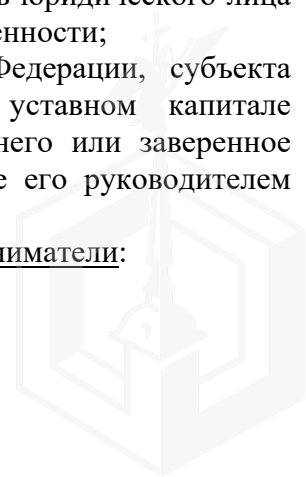 в юридического лица
енности;
Федерации, субъекта
уставном капитале
него или заверенное
е его руководителем
ниматели: